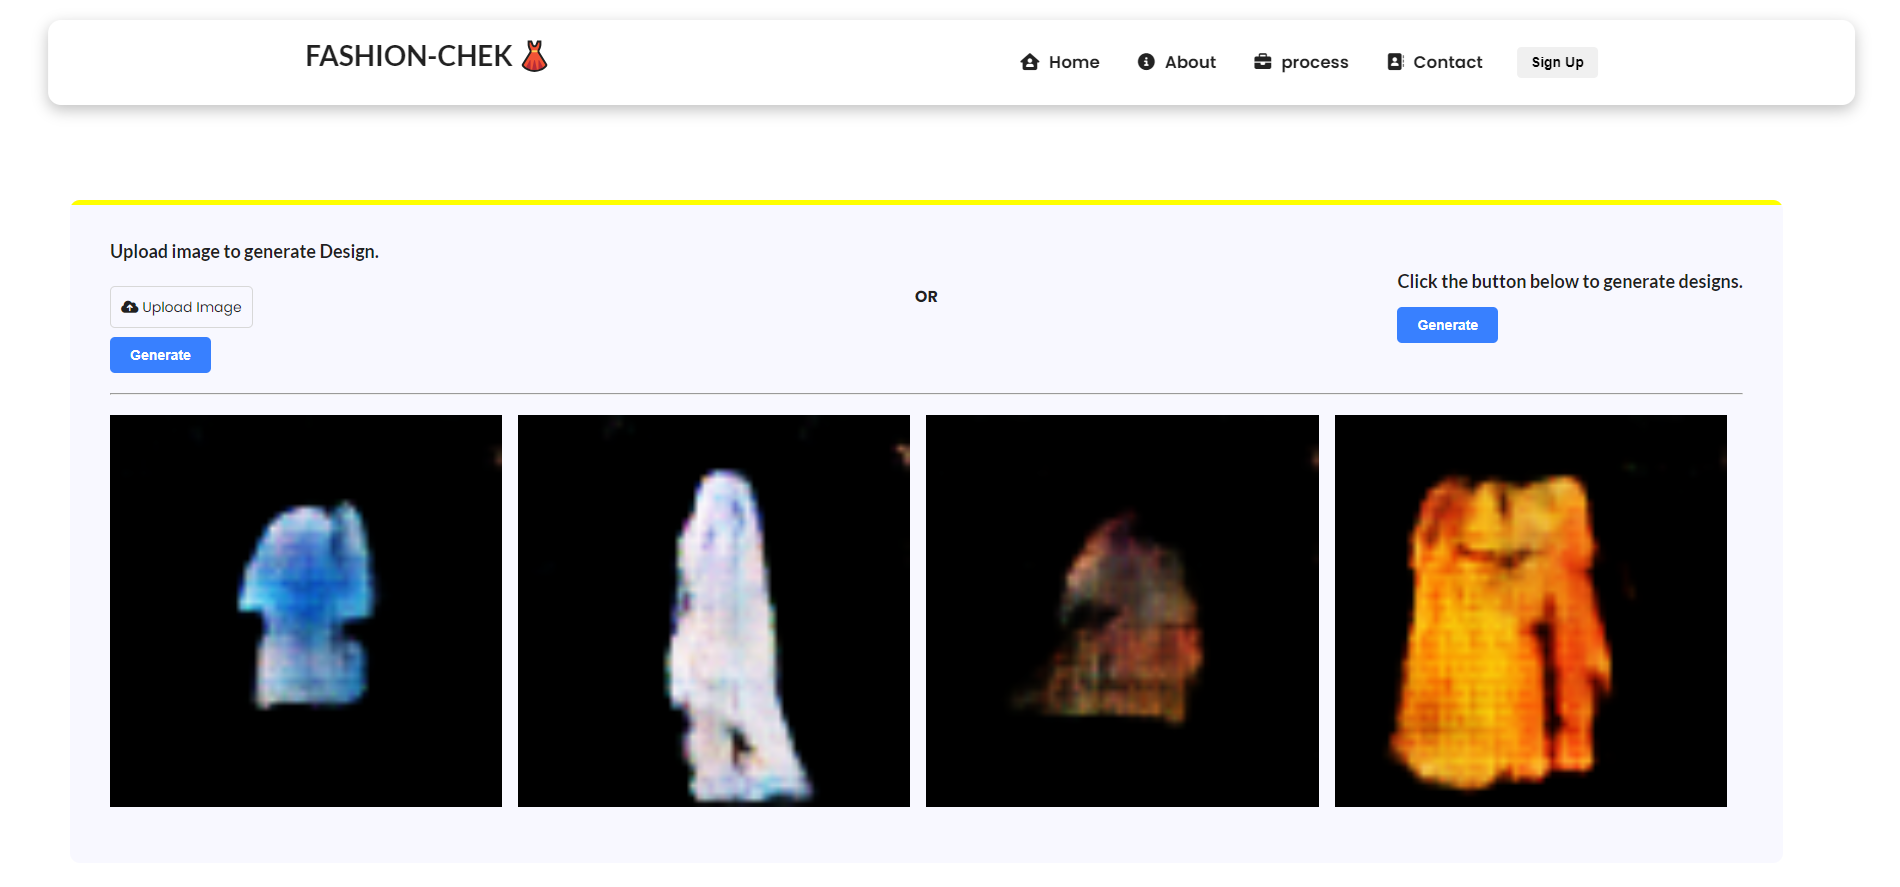 FASHION-CHEK
Home
About
process
Contact
Sign Up
Upload image to generate Design.
Upload Image
Generate
OR
Click the button below to generate designs.
Generate